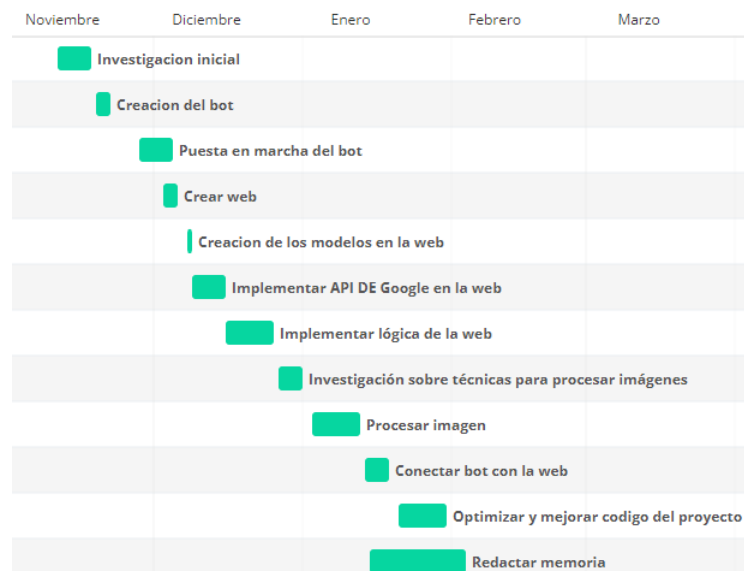 Noviembre Diciembre Enero Febrero Marzo
Investigacion inicial
Creacion del bot
Puesta en marcha del bot
Crear web
Creacion de los modelos en la web
Implementar API DE Google en la web
Implementar lógica de la web
Investigación sobre técnicas para procesar imágenes
Procesar imagen
Conectar bot con la web
Optimizar y mejorar codigo del proyecto
Redactar memoria